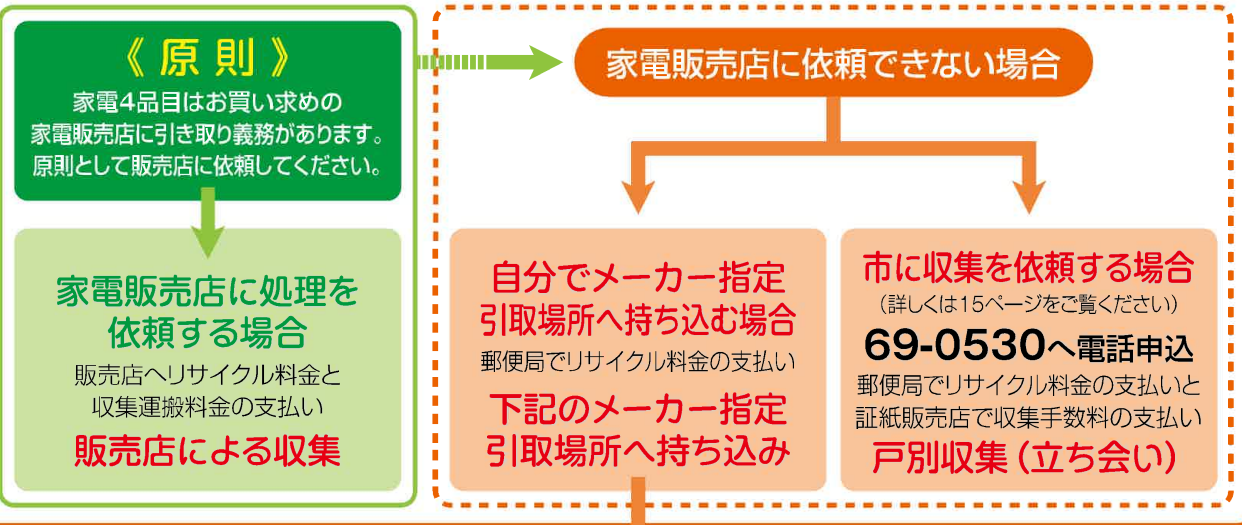 《原則》
家電4品目はお買い求めの
家電販売店に引き取り義務があります。
原則として販売店に依頼してください。
家電販売店に処理を
依頼する場合
販売店へリサイクル料金と
収集運搬料金の支払い
販売店による収集
家電販売店に依頼できない場合
自分でメーカー指定
引取場所へ持ち込む場合
郵便局でリサイクル料金の支払い
下記のメーカー指定
引取場所へ持ち込み
市に収集を依頼する場合
(詳しくは15ページをご覧ください)
69-0530へ電話申込
郵便局でリサイクル料金の支払いと
証紙販売店で収集手数料の支払い
戸別収集(立ち会い)